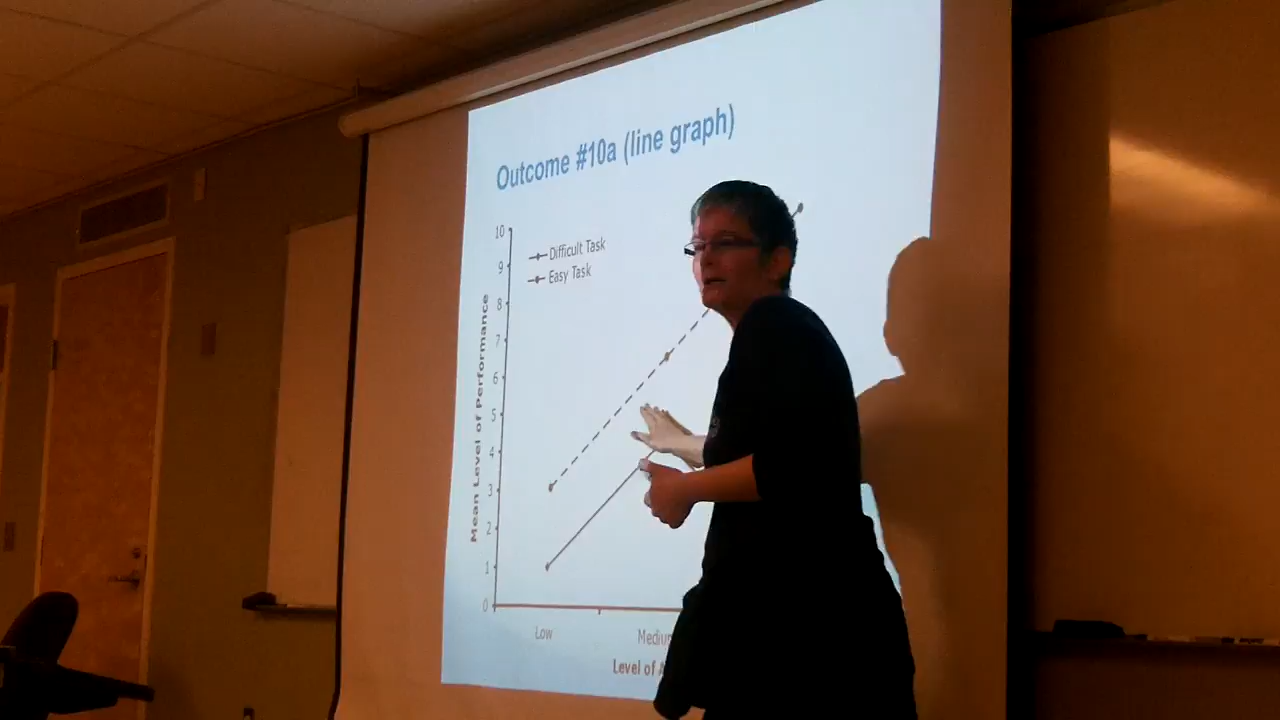 Outcome #10a (line graph)
10
Difficult Task
Easy Task
9
8
7
6
5
4
3
2
1
0
Mean Level of Performance
Low
Level of